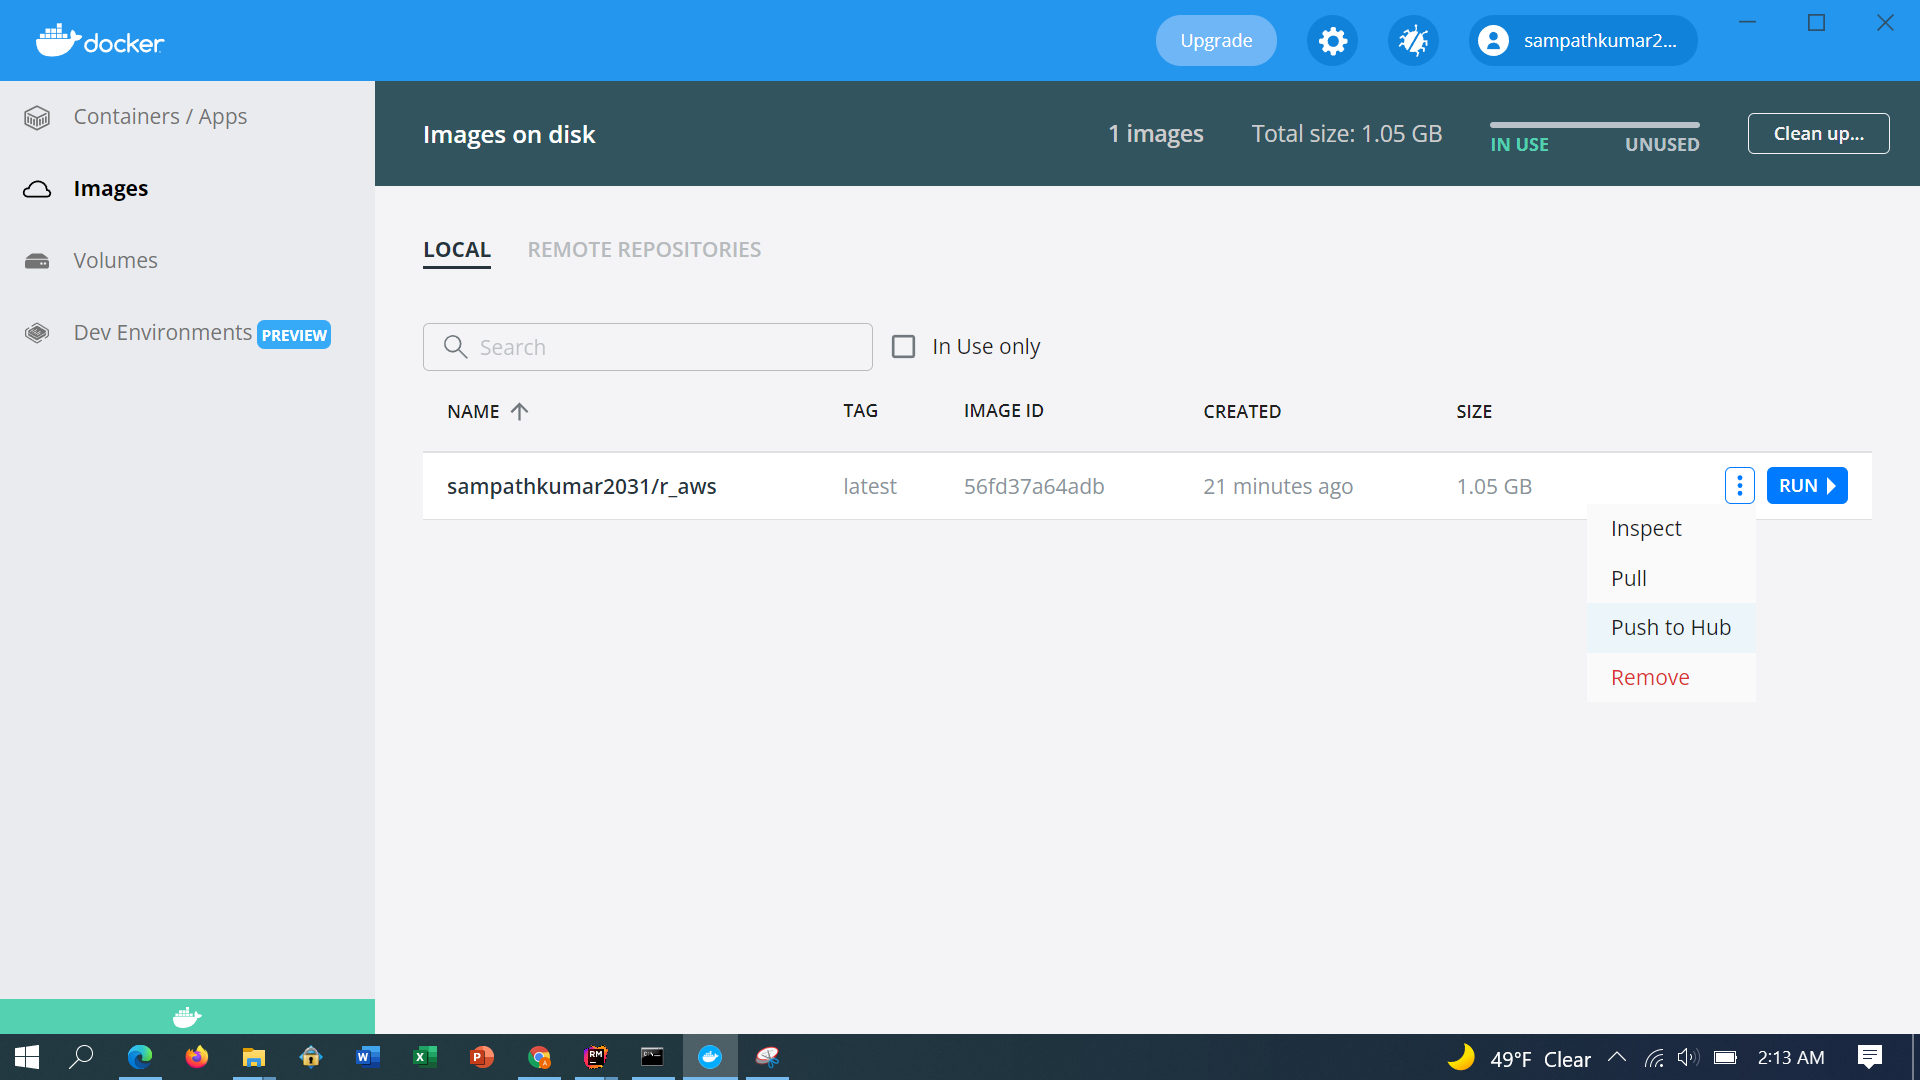 docker
Upgrade
sampathkumar2...
Containers / Apps
Images
Volumes
Dev Environments PREVIEW
Images on disk
1 images
Total size: 1.05 GB
IN USE
UNUSED
Clean up...
LOCAL
REMOTE REPOSITORIES
Search
In Use only
NAME TAG IMAGE ID CREATED SIZE
sampathkumar2031/r_aws latest 56fd37a64adb 21 minutes ago 1.05 GB
RUN
Inspect
Pull
Push to Hub
Remove
49°F Clear
2:13 AM